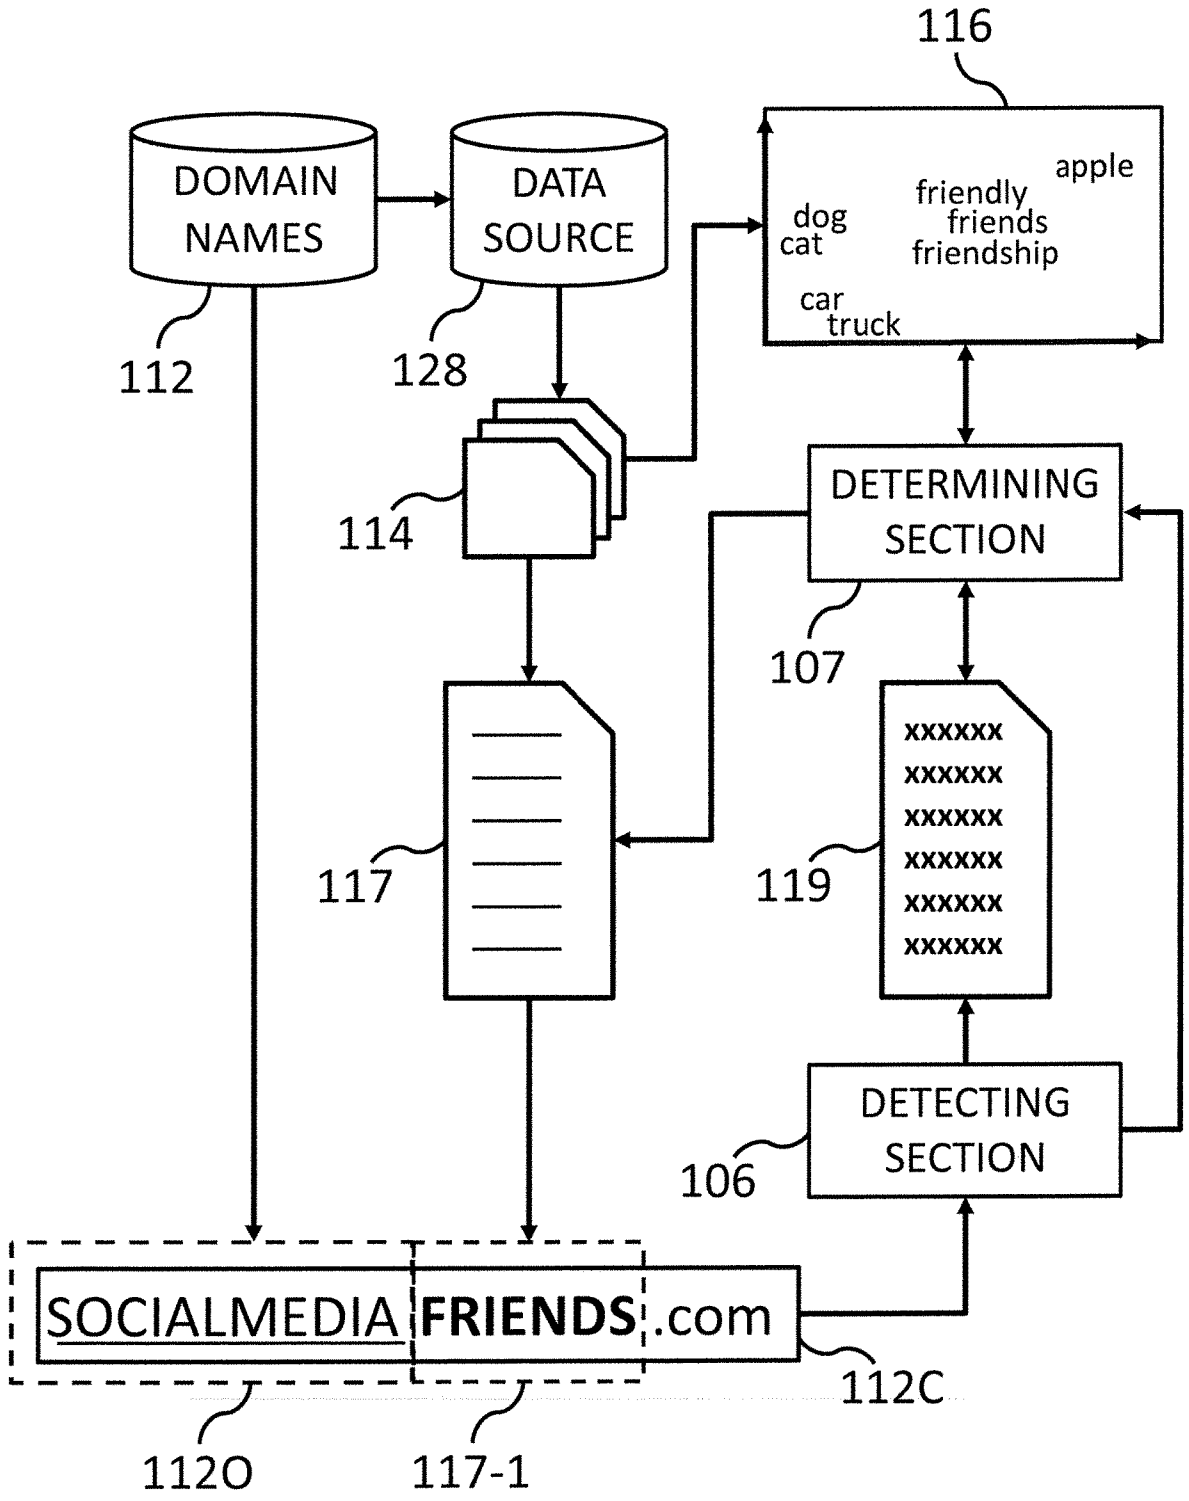 116
DOMAIN
NAMES
DATA
SOURCE
apple
friendly
friends
friendship
dog
cat
car
truck
112
128
114
DETERMINING
SECTION
107
117
xxxxxx
xxxxxx
xxxxxx
xxxxxx
xxxxxx
xxxxxx
119
DETECTING
SECTION
106
SOCIALMEDIA FRIENDS .com
112C
112O
117-1